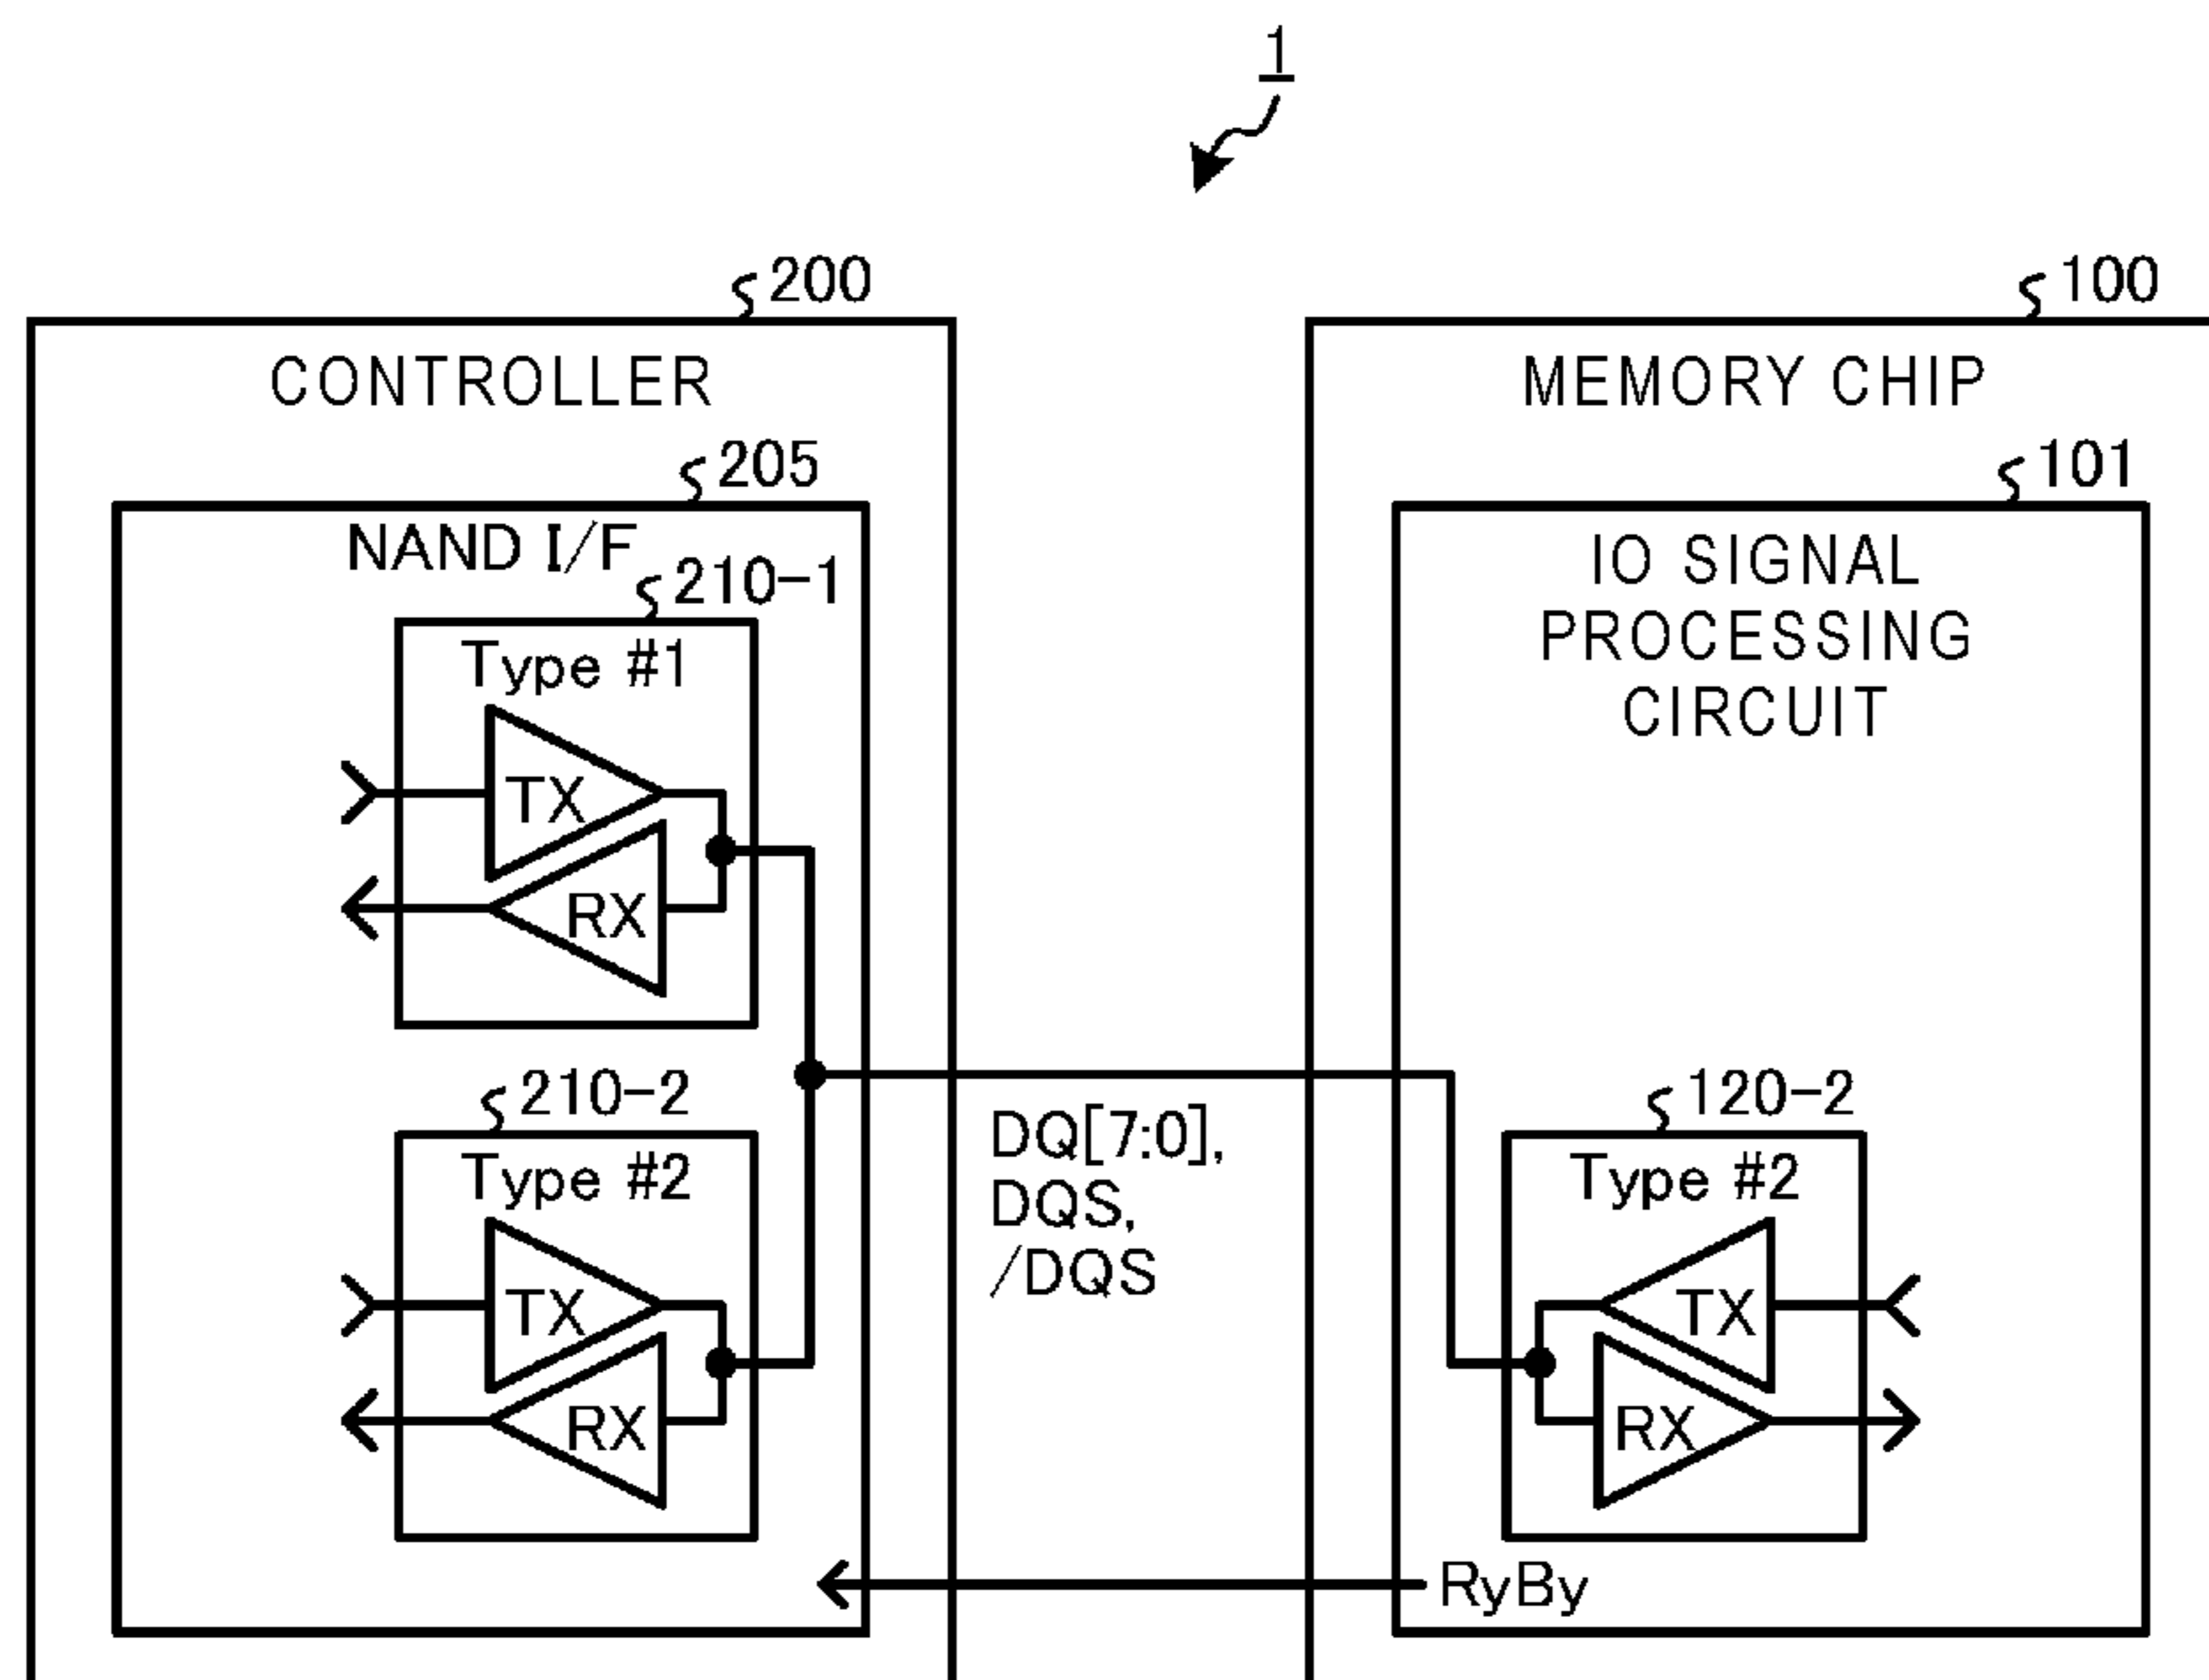 1
200
CONTROLLER
205
NAND I/F
210-1
Type #1
TX
RX
210-2
Type #2
TX
RX
DQ[7:0],
DQS,
/DQS
100
MEMORY CHIP
101
IO SIGNAL
PROCESSING
CIRCUIT
120-2
Type #2
TX
RX
RyBy